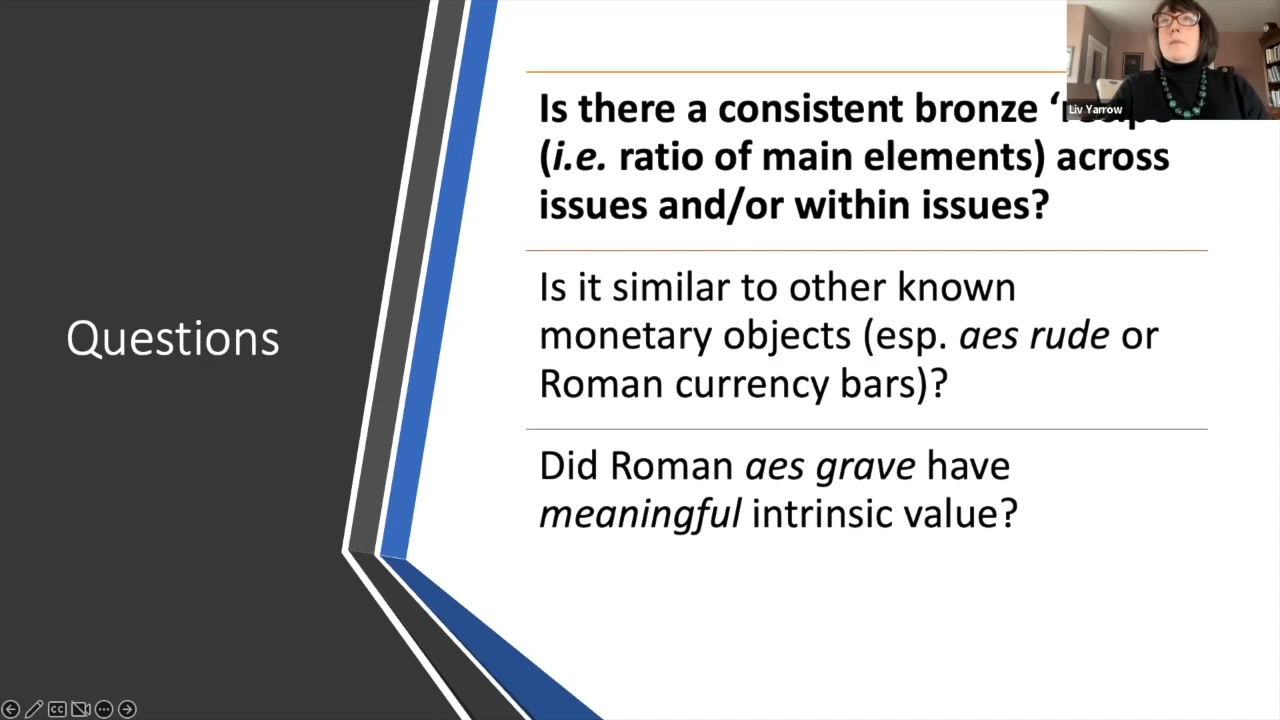 Questions
Is there a consistent bronze
(i.e. ratio of main elements) across
issues and/or within issues?
Is it similar to other known
monetary objects (esp. aes rude or
Roman currency bars)?
Did Roman aes grave have
meaningful intrinsic value?
Liv Yarrow
CC